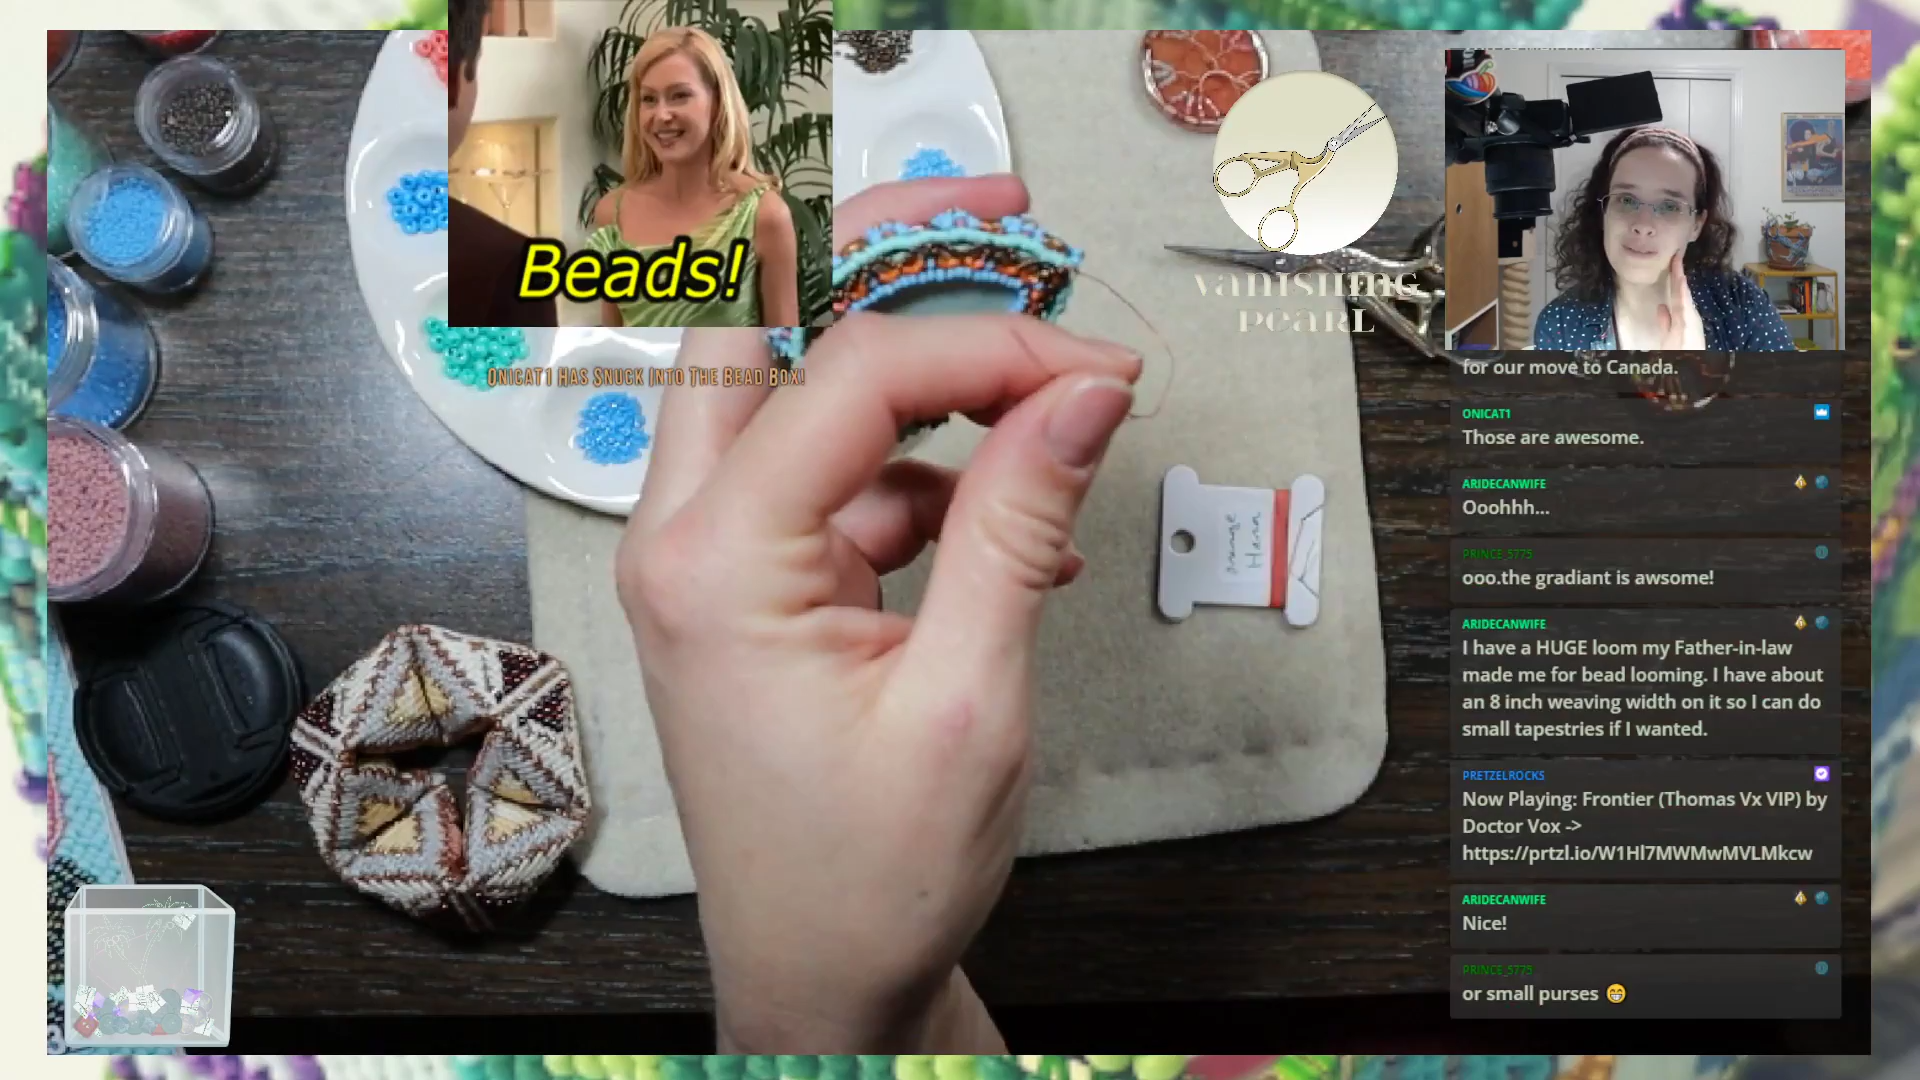 Beads!
ONICAT1 HAS SNUCK INTO THE BEAD BOX!
VANISHING
PEARL
Orange
Hana
for our move to Canada.
ONICAT1
Those are awesome.
ARIDECANWIFE
Ooohhh...
PRINCE_5775
ooo.the gradiant is awsome!
ARIDECANWIFE
I have a HUGE loom my Father-in-law
made me for bead looming. I have about
an 8 inch weaving width on it so I can do
small tapestries if I wanted.
PRETZELROCKS
Now Playing: Frontier (Thomas Vx VIP) by
Doctor Vox ->
https://prtzl.io/W1Hl7MWMwMVLMkcw
ARIDECANWIFE
Nice!
PRINCE_5775
or small purses 😁